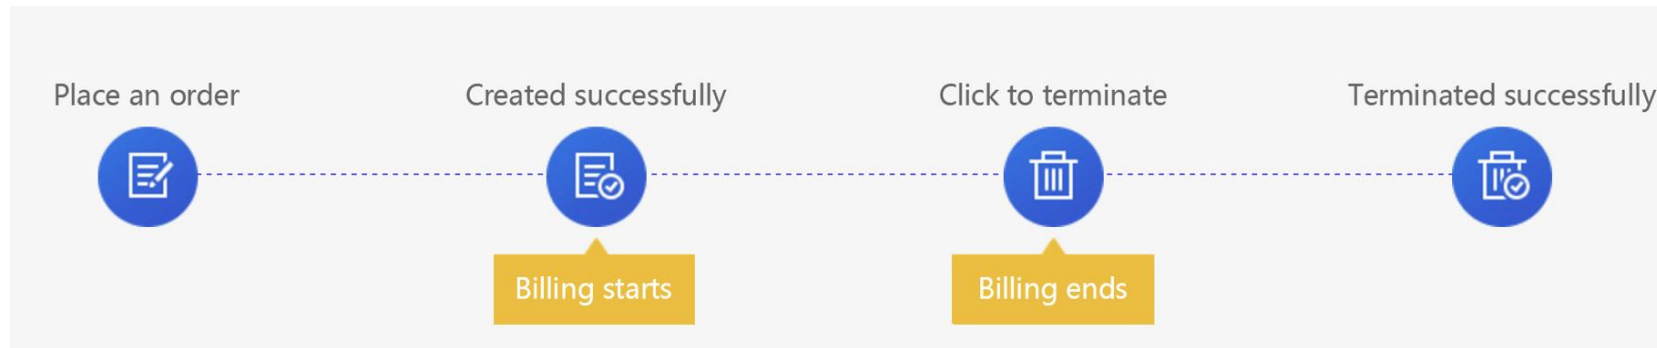 Place an order
Created successfully
Click to terminate
Terminated successfully
Billing starts
Billing ends